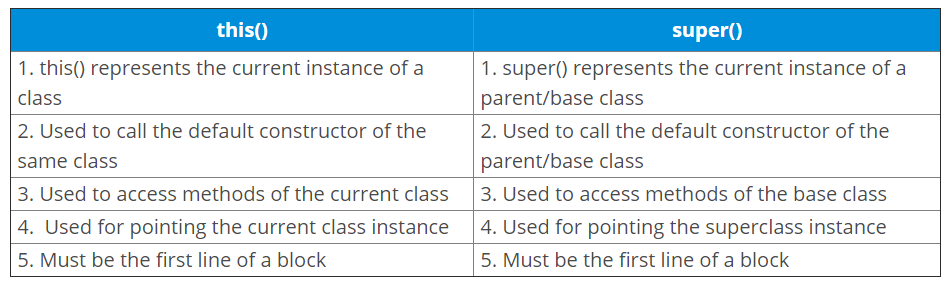 this()
super()
1. this() represents the current instance of a
class
1. super() represents the current instance of a
parent/base class
2. Used to call the default constructor of the
same class
2. Used to call the default constructor of the
parent/base class
3. Used to access methods of the current class
3. Used to access methods of the base class
4.  Used for pointing the current class instance
4. Used for pointing the superclass instance
5. Must be the first line of a block
5. Must be the first line of a block